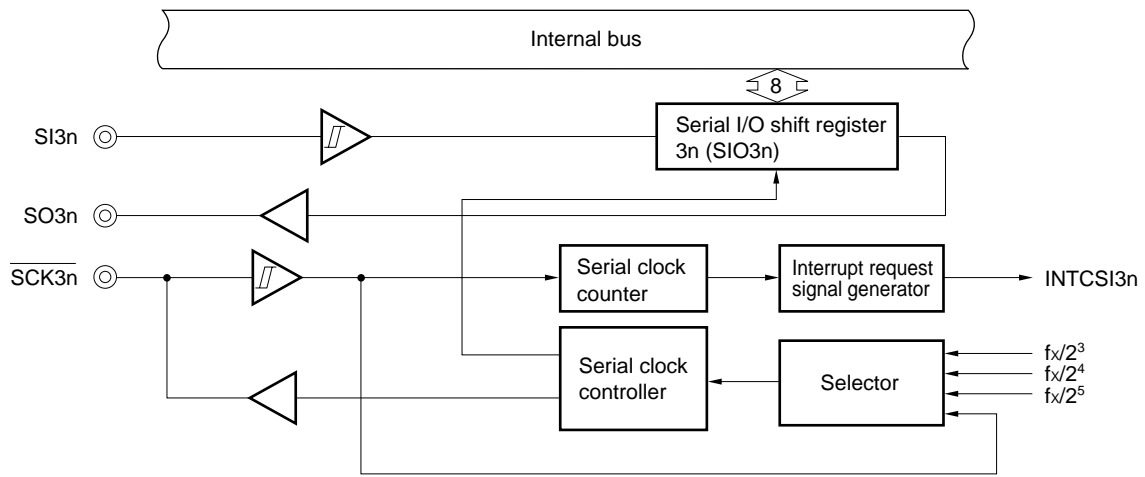 Internal bus
8
SI3n
Serial I/O shift register
3n (SIO3n)
SO3n
SCK3n
Serial clock
counter
Interrupt request
signal generator
INTCSI3n
Serial clock
controller
Selector
fx/2³
fx/2⁴
fx/2⁵